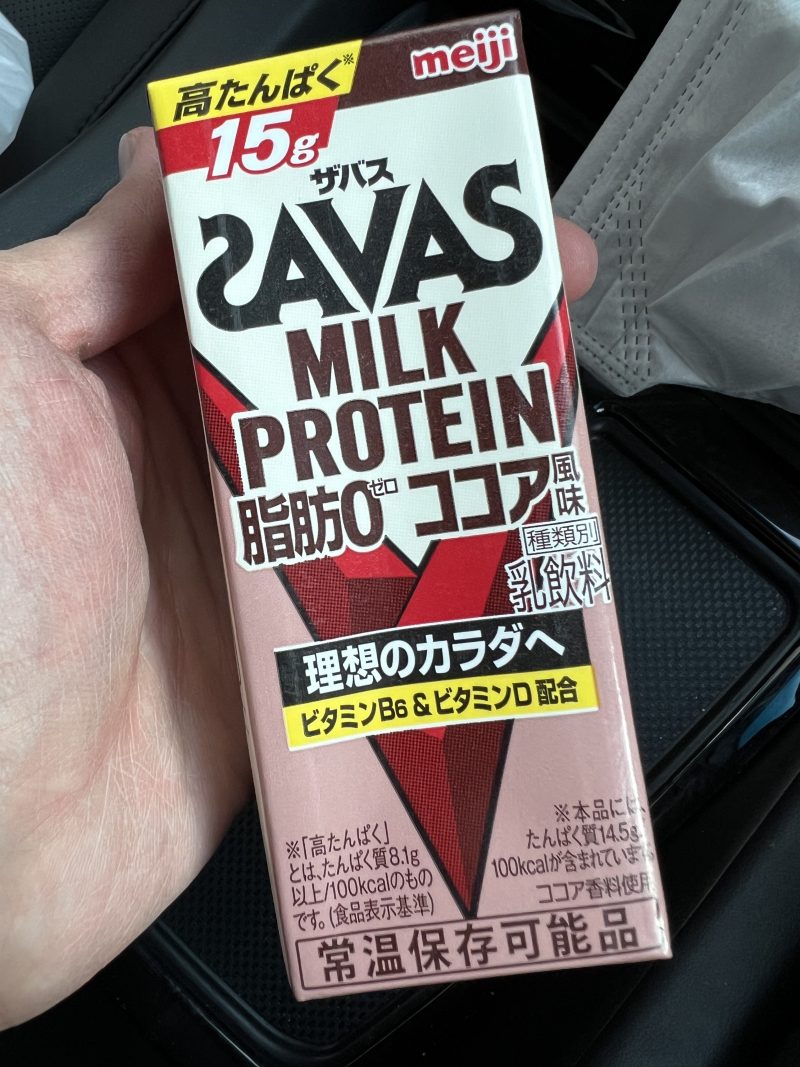 高たんぱく※
15g
meiji
ザバス
SAVAS
MILK
PROTEIN
脂肪0ゼロ ココア風味
種類別
乳飲料
理想のカラダへ
ビタミンB6 & ビタミンD 配合
※「高たんぱく」
とは、たんぱく質8.1g
以上/100kcalのもの
です。(食品表示基準)
※本品には、
たんぱく質14.5g
100kcalが含まれていま
ココア香料使用
常温保存可能品